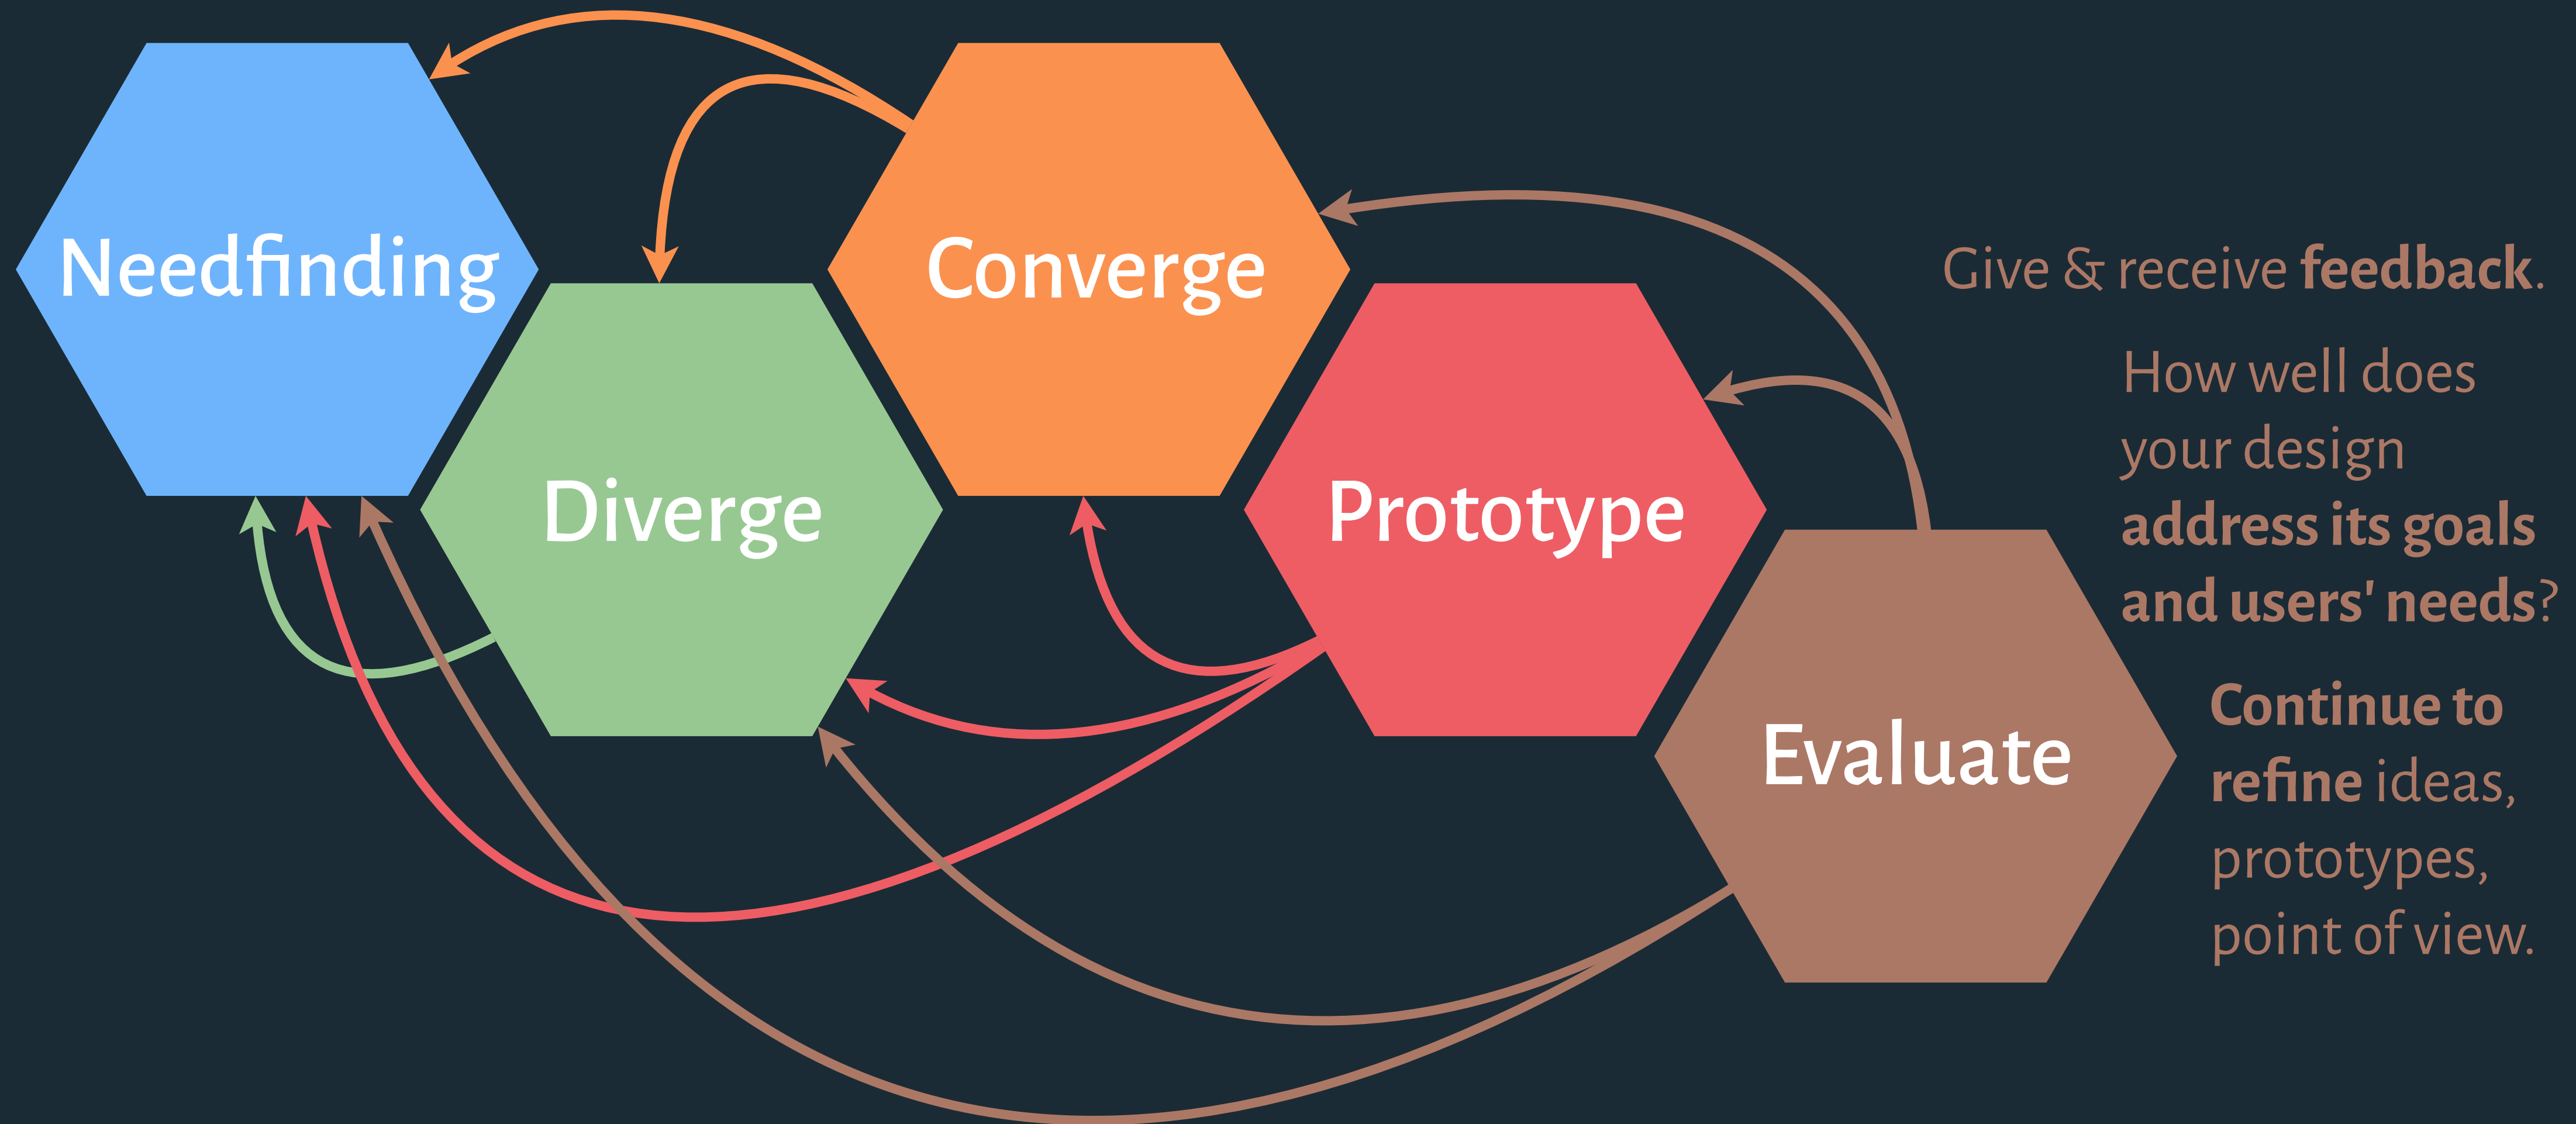 Needfinding
Diverge
Converge
Prototype
Evaluate
Give & receive feedback.
How well does
your design
address its goals
and users' needs?
Continue to
refine ideas,
prototypes,
point of view.